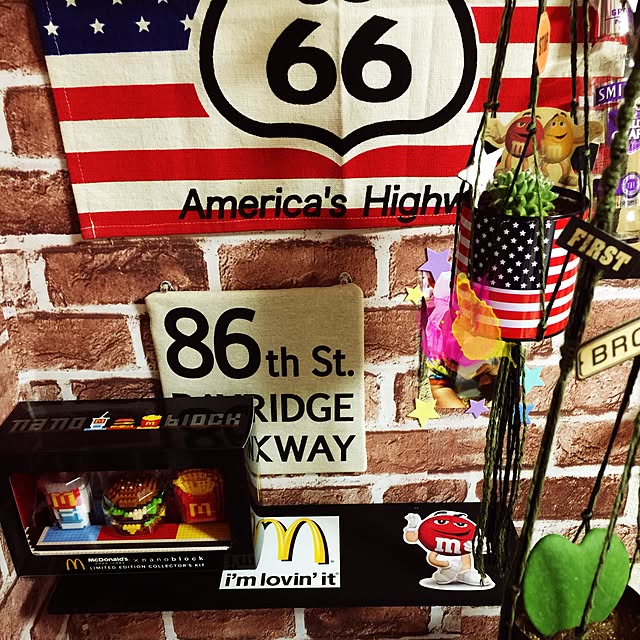 66
America's Highw
SMI
FIRST
BRO
86th St.
RIDGE
KWAY
nano block
McDonald's × nanoblock
LIMITED EDITION COLLECTOR'S KIT
i'm lovin' it
m